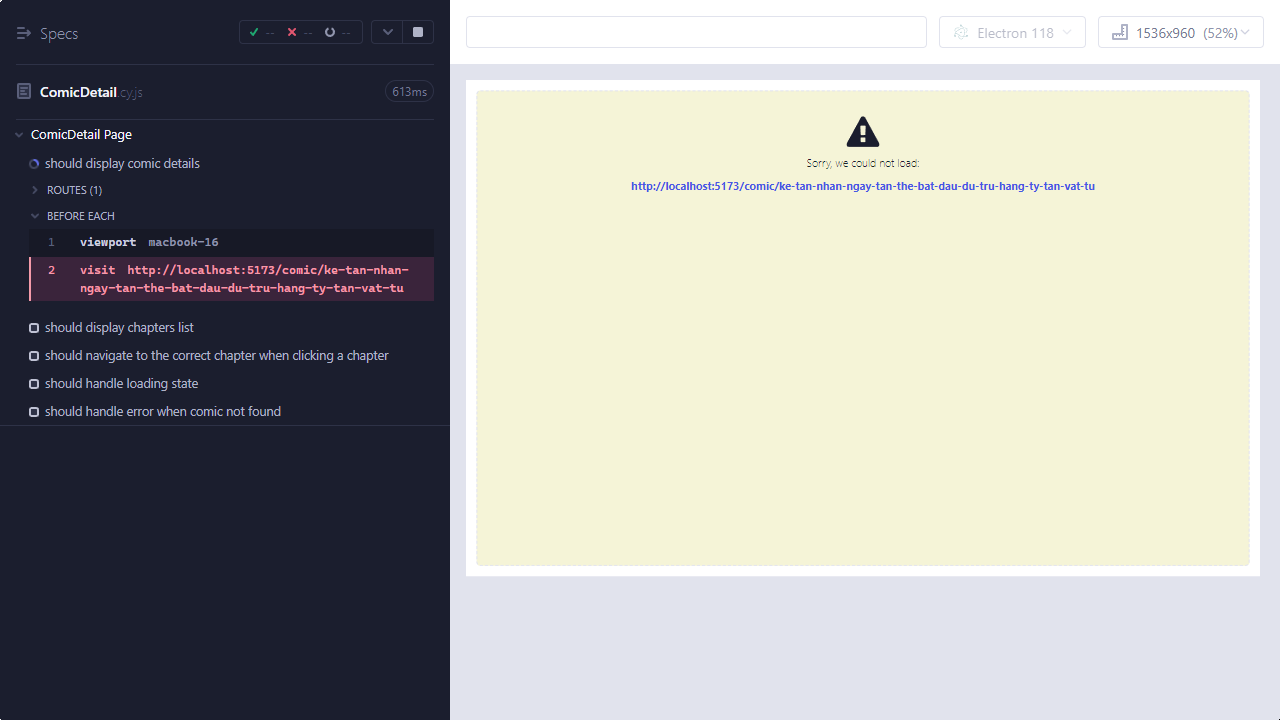 Specs
-- -- --
ComicDetail.cy.js
613ms
ComicDetail Page
should display comic details
ROUTES (1)
BEFORE EACH
1 viewport macbook-16
2 visit http://localhost:5173/comic/ke-tan-nhan-
ngay-tan-the-bat-dau-du-tru-hang-ty-tan-vat-tu
should display chapters list
should navigate to the correct chapter when clicking a chapter
should handle loading state
should handle error when comic not found
Electron 118
1536x960 (52%)
Sorry, we could not load:
http://localhost:5173/comic/ke-tan-nhan-ngay-tan-the-bat-dau-du-tru-hang-ty-tan-vat-tu